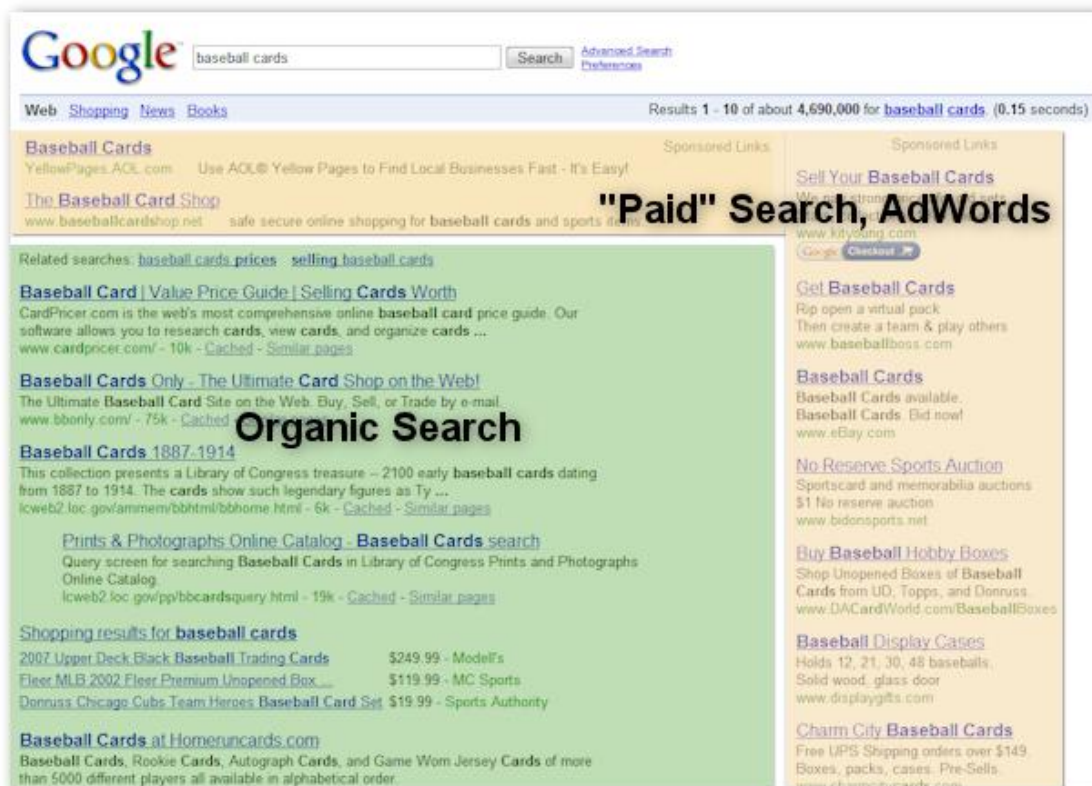 Google™ baseball cards Search Advanced Search
Preferences
Web Shopping News Books Results 1 - 10 of about 4,690,000 for baseball cards. (0.15 seconds)
Baseball Cards Sponsored Links
YellowPages.AOL.com Use AOL® Yellow Pages to Find Local Businesses Fast - It's Easy!
The Baseball Card Shop
www.baseballcardshop.net safe secure online shopping for baseball cards and sports items.
"Paid" Search, AdWords
Related searches: baseball cards prices selling baseball cards
Baseball Card | Value Price Guide | Selling Cards Worth
CardPricer.com is the web's most comprehensive online baseball card price guide. Our
software allows you to research cards, view cards, and organize cards ...
www.cardpricer.com/ - 10k - Cached - Similar pages
Baseball Cards Only - The Ultimate Card Shop on the Web!
The Ultimate Baseball Card Site on the Web. Buy, Sell, or Trade by e-mail.
www.bbonly.com/ - 75k - Cached
Organic Search
Baseball Cards 1887-1914
This collection presents a Library of Congress treasure -- 2100 early baseball cards dating
from 1887 to 1914. The cards show such legendary figures as Ty ...
lcweb2.loc.gov/ammem/bbhtml/bbhome.html - 6k - Cached - Similar pages
Prints & Photographs Online Catalog - Baseball Cards search
Query screen for searching Baseball Cards in Library of Congress Prints and Photographs
Online Catalog.
lcweb2.loc.gov/pp/bbcardsquery.html - 19k - Cached - Similar pages
Shopping results for baseball cards
2007 Upper Deck Black Baseball Trading Cards $249.99 - Modell's
Fleer MLB 2002 Fleer Premium Unopened Box ... $119.99 - MC Sports
Donruss Chicago Cubs Team Heroes Baseball Card Set $19.99 - Sports Authority
Baseball Cards at Homeruncards.com
Baseball Cards, Rookie Cards, Autograph Cards, and Game Worn Jersey Cards of more
than 5000 different players all available in alphabetical order.
Sponsored Links
Sell Your Baseball Cards
www.kityoung.com
Google Checkout
Get Baseball Cards
Rip open a virtual pack
Then create a team & play others
www.baseballboss.com
Baseball Cards
Baseball Cards available.
Baseball Cards. Bid now!
www.eBay.com
No Reserve Sports Auction
Sportscard and memorabilia auctions
$1 No reserve auction
www.bidonsports.net
Buy Baseball Hobby Boxes
Shop Unopened Boxes of Baseball
Cards from UD, Topps, and Donruss.
www.DACardWorld.com/BaseballBoxes
Baseball Display Cases
Holds 12, 21, 30, 48 baseballs.
Solid wood, glass door
www.displaygifts.com
Charm City Baseball Cards
Free UPS Shipping orders over $149.
Boxes, packs, cases. Pre-Sells.